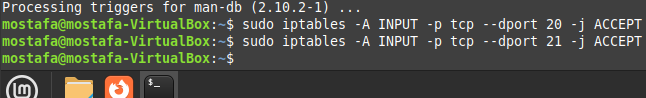 Processing triggers for man-db (2.10.2-1) ...
mostafa@mostafa-VirtualBox:~$ sudo iptables -A INPUT -p tcp --dport 20 -j ACCEPT
mostafa@mostafa-VirtualBox:~$ sudo iptables -A INPUT -p tcp --dport 21 -j ACCEPT
mostafa@mostafa-VirtualBox:~$
$_